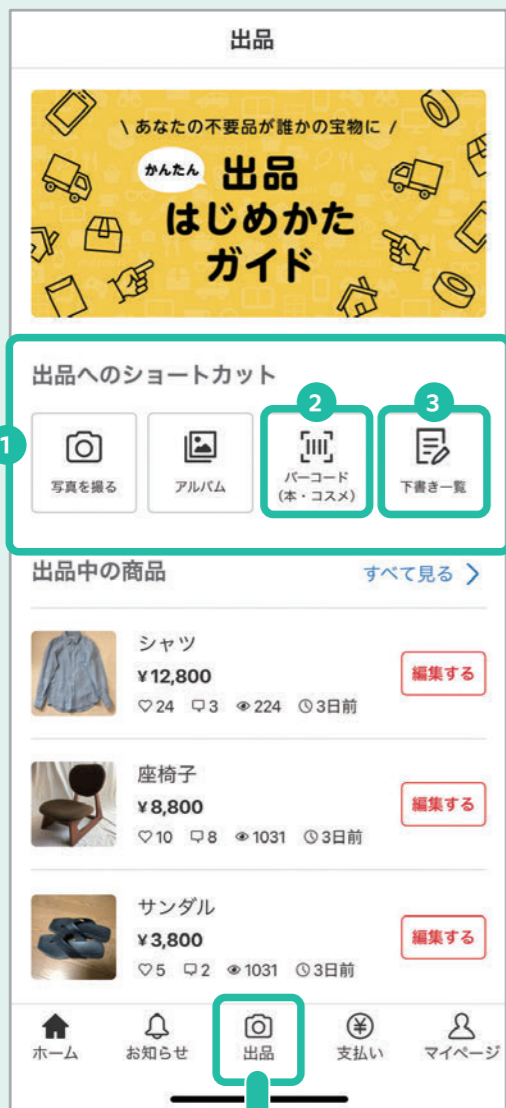 出品
\ あなたの不要品が誰かの宝物に /
かんたん 出品
はじめかた
ガイド
出品へのショートカット
1
2
3
写真を撮る
アルバム
バーコード
(本・コスメ)
下書き一覧
出品中の商品 すべて見る >
シャツ
¥12,800
24 3 224 3日前
編集する
座椅子
¥8,800
10 8 1031 3日前
編集する
サンダル
¥3,800
5 2 1031 3日前
編集する
ホーム お知らせ 出品 支払い マイページ